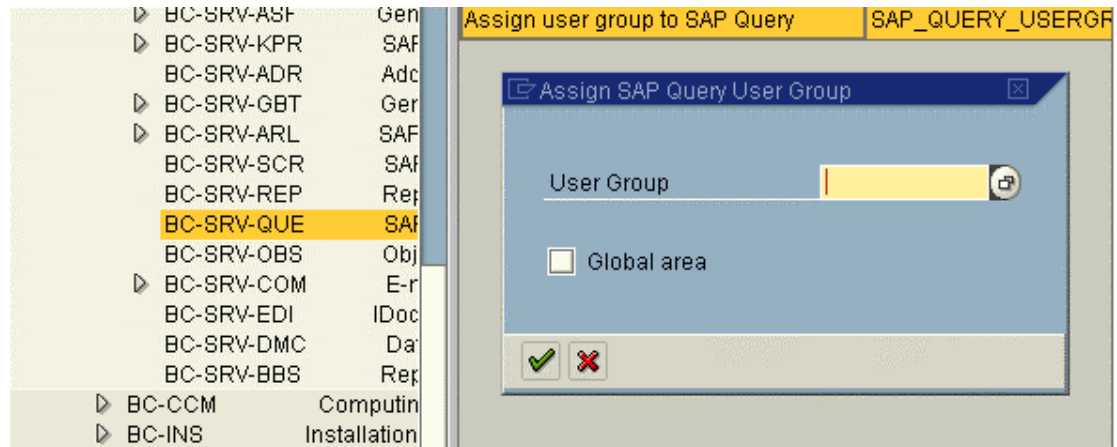 BC-SRV-ASF Gen
BC-SRV-KPR SAF
BC-SRV-ADR Adc
BC-SRV-GBT Ger
BC-SRV-ARL SAF
BC-SRV-SCR SAF
BC-SRV-REP Rep
BC-SRV-QUE SAF
BC-SRV-OBS Obj
BC-SRV-COM E-r
BC-SRV-EDI IDoc
BC-SRV-DMC Da
BC-SRV-BBS Rep
BC-CCM Computin
BC-INS Installation
Assign user group to SAP Query SAP_QUERY_USERGR
Assign SAP Query User Group
User Group
Global area